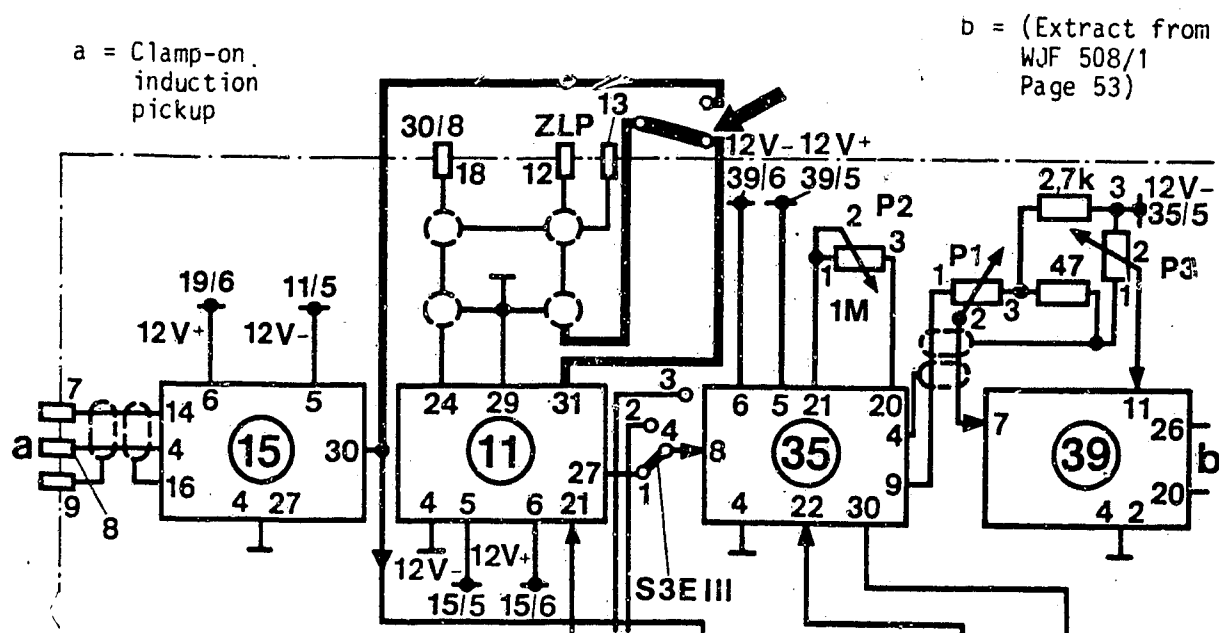 a = Clamp-on
induction
pickup
b = (Extract from
WJF 508/1
Page 53)
13
30/8
ZLP
18
12
12V- 12V+
39/6 39/5
2 P2
3
1
1M
2,7k 3 12V-
35/5
2
P1
P3
1
47
1
3
2
19/6 11/5
12V+ 12V-
7
a
9
8
6 5
14
4
16
15
30
4 27
24 29 31
11
27
4 5 6 21
12V- 12V+
15/5 15/6
3
2
4
1
S3E III
6 5 21 20
8
35
4
9
4 22 30
11
7
39
26
20
4 2
b